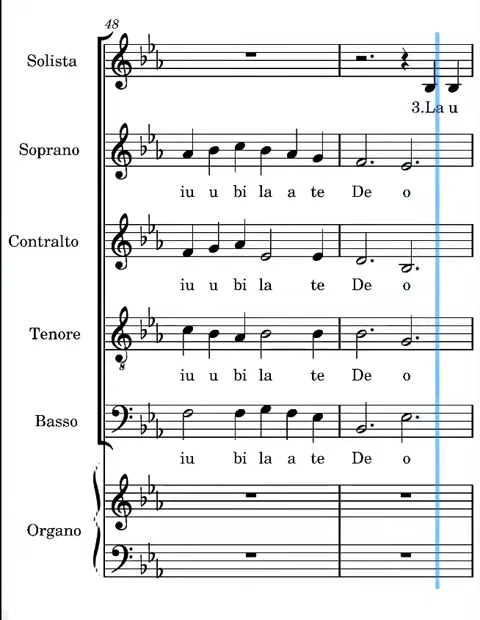 48
Solista
3.La u
Soprano
iu u bi la a te De o
Contralto
iu u bi la te De o
Tenore
8
iu u bi la te De o
Basso
iu bi la a te De o
Organo